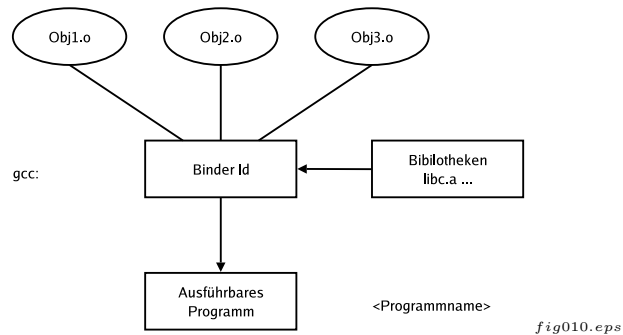 Obj1.o
Obj2.o
Obj3.o
gcc:
Binder ld
Bibilotheken
libc.a ...
Ausführbares
Programm
<Programmname>
fig010.eps